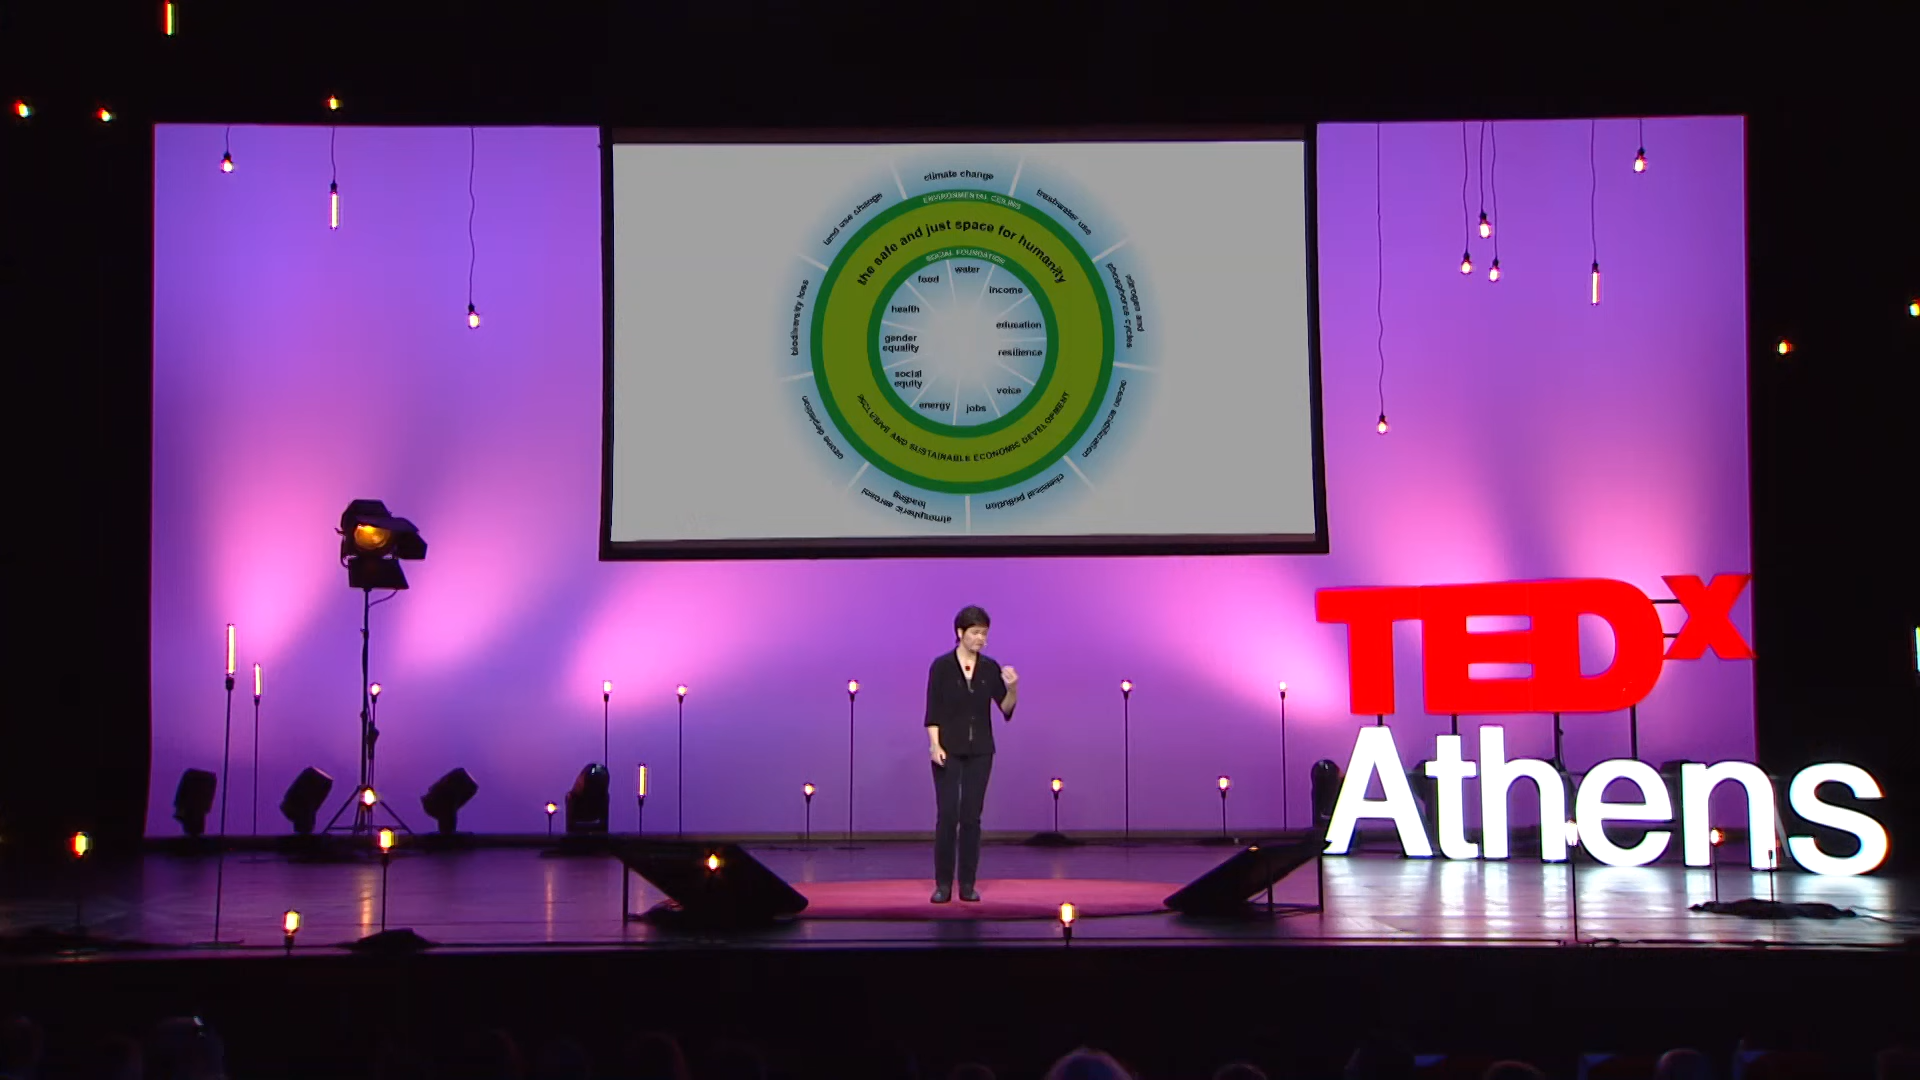 climate change
freshwater use
nitrogen and
phosphorus cycles
ocean acidification
chemical pollution
atmospheric aerosol
loading
ozone depletion
biodiversity loss
land use change
ENVIRONMENTAL CEILING
the safe and just space for humanity
SOCIAL FOUNDATION
water
income
education
resilience
voice
jobs
energy
social
equity
gender
equality
health
food
INCLUSIVE AND SUSTAINABLE ECONOMIC DEVELOPMENT
TEDx
Athens